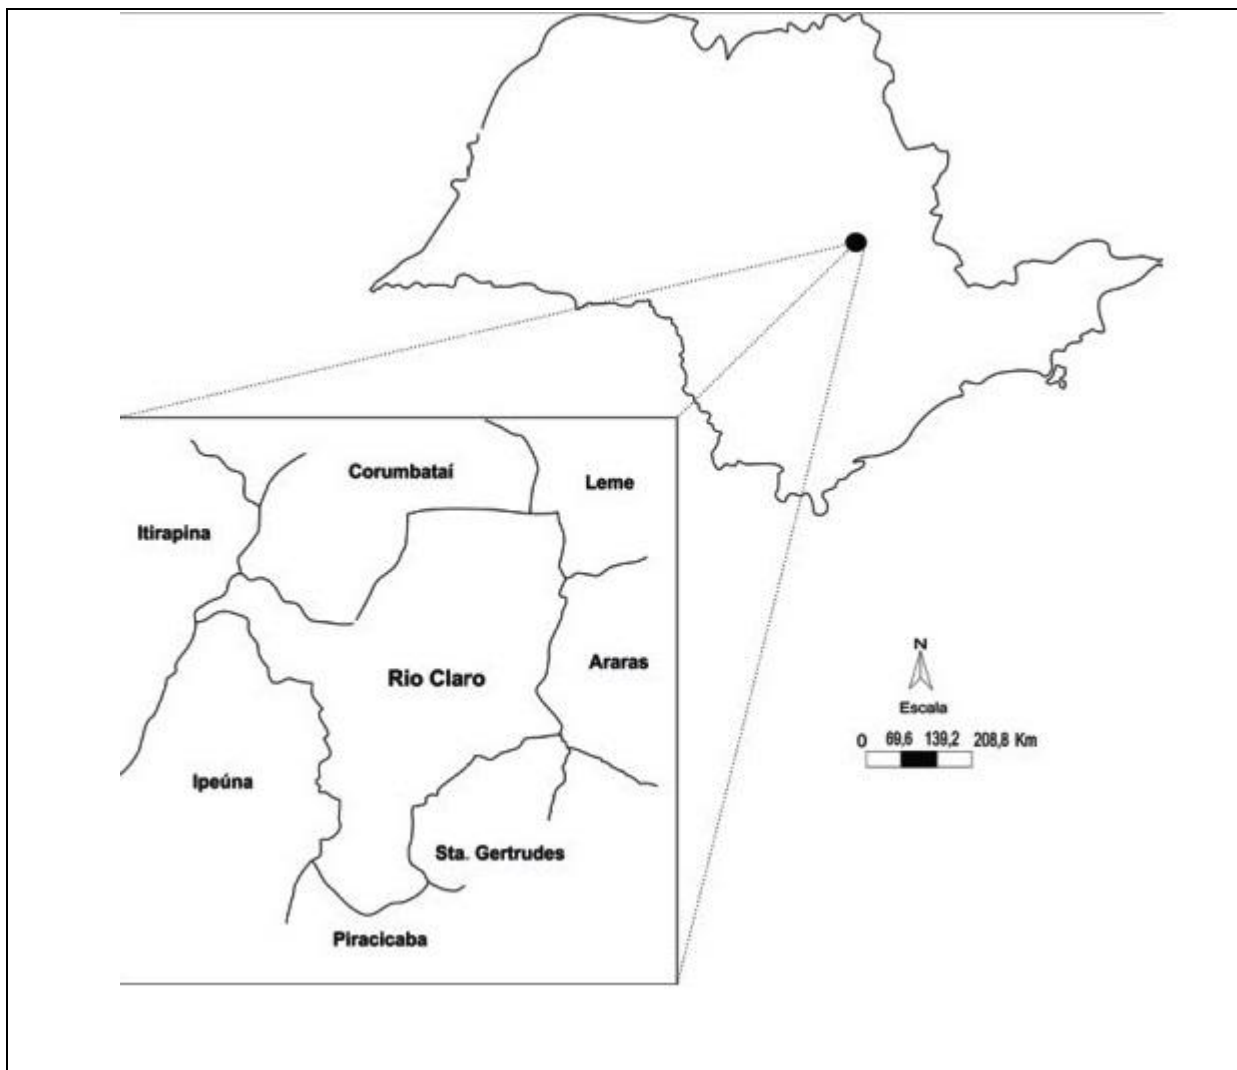 Corumbataí
Leme
Itirapina
Rio Claro
Araras
Ipeúna
Sta. Gertrudes
Piracicaba
N
Escala
0 69,6 139,2 208,8 Km